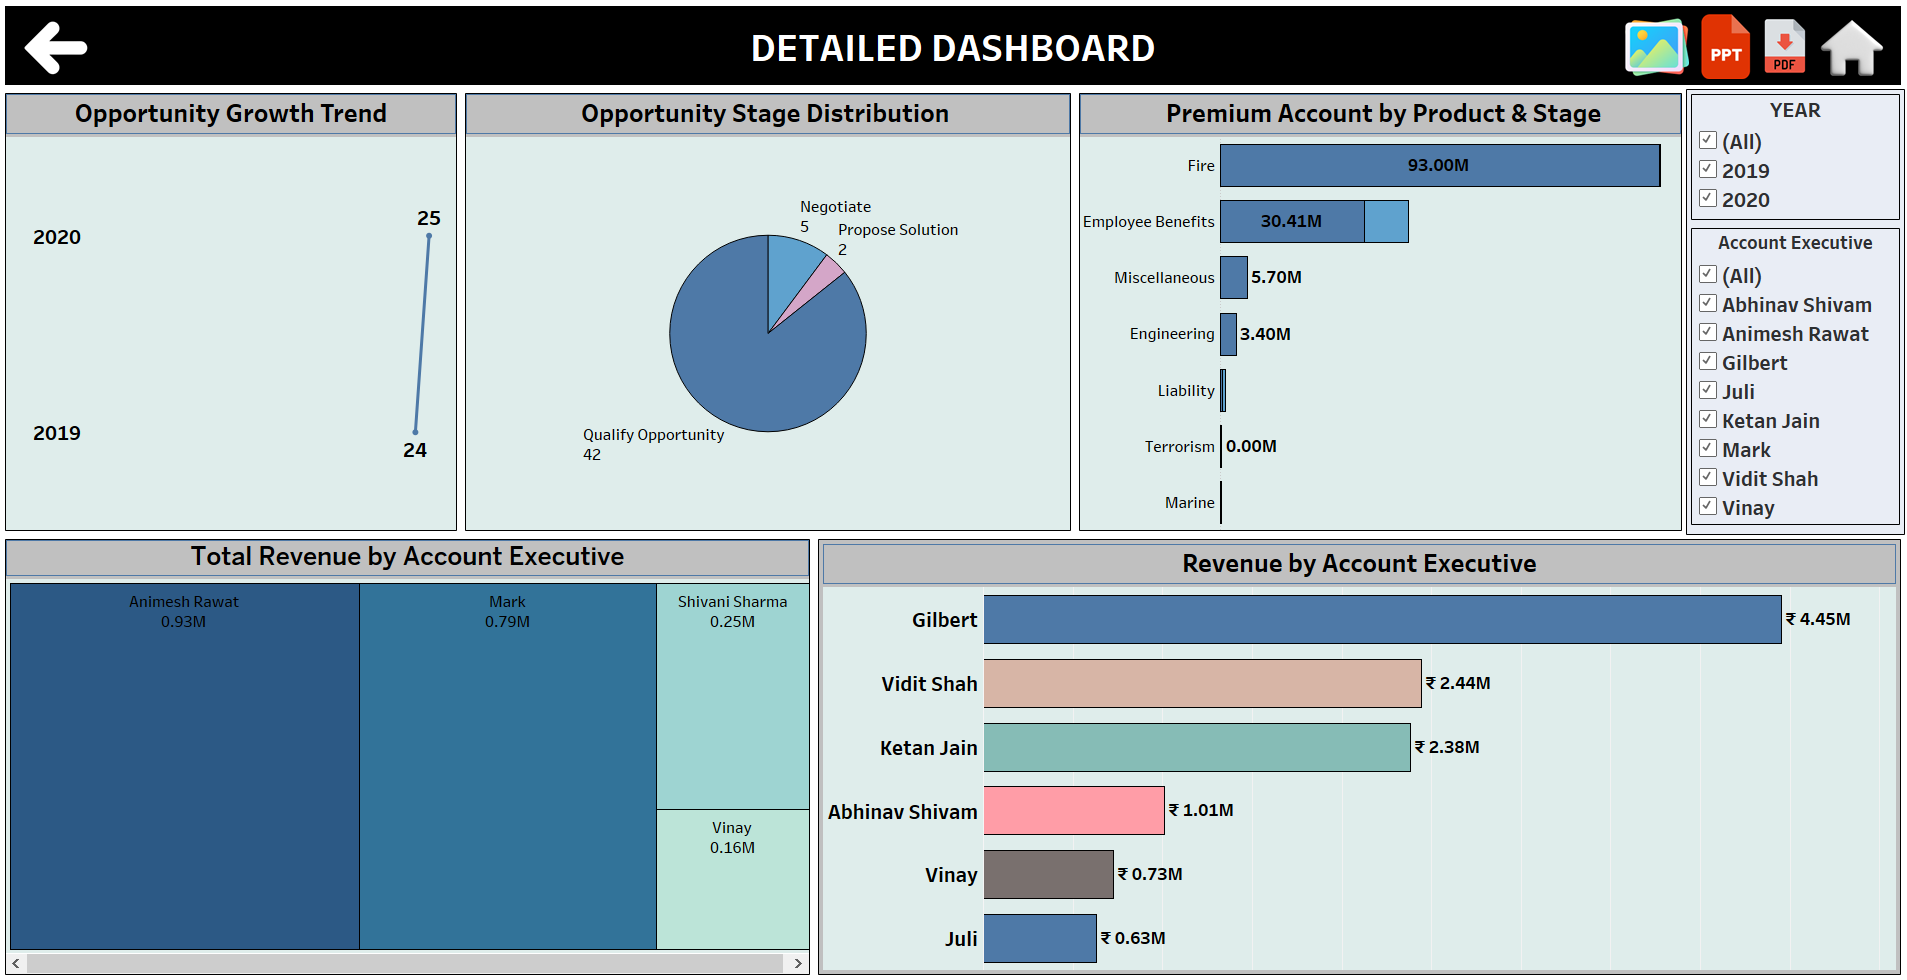 DETAILED DASHBOARD
PPT
PDF
Opportunity Growth Trend
2020
25
2019
24
Opportunity Stage Distribution
Negotiate
5
Propose Solution
2
Qualify Opportunity
42
Premium Account by Product & Stage
Fire
93.00M
Employee Benefits
30.41M
Miscellaneous
5.70M
Engineering
3.40M
Liability
Terrorism
0.00M
Marine
YEAR
(All)
2019
2020
Account Executive
(All)
Abhinav Shivam
Animesh Rawat
Gilbert
Juli
Ketan Jain
Mark
Vidit Shah
Vinay
Total Revenue by Account Executive
Animesh Rawat
0.93M
Mark
0.79M
Shivani Sharma
0.25M
Vinay
0.16M
Revenue by Account Executive
Gilbert
₹ 4.45M
Vidit Shah
₹ 2.44M
Ketan Jain
₹ 2.38M
Abhinav Shivam
₹ 1.01M
Vinay
₹ 0.73M
Juli
₹ 0.63M